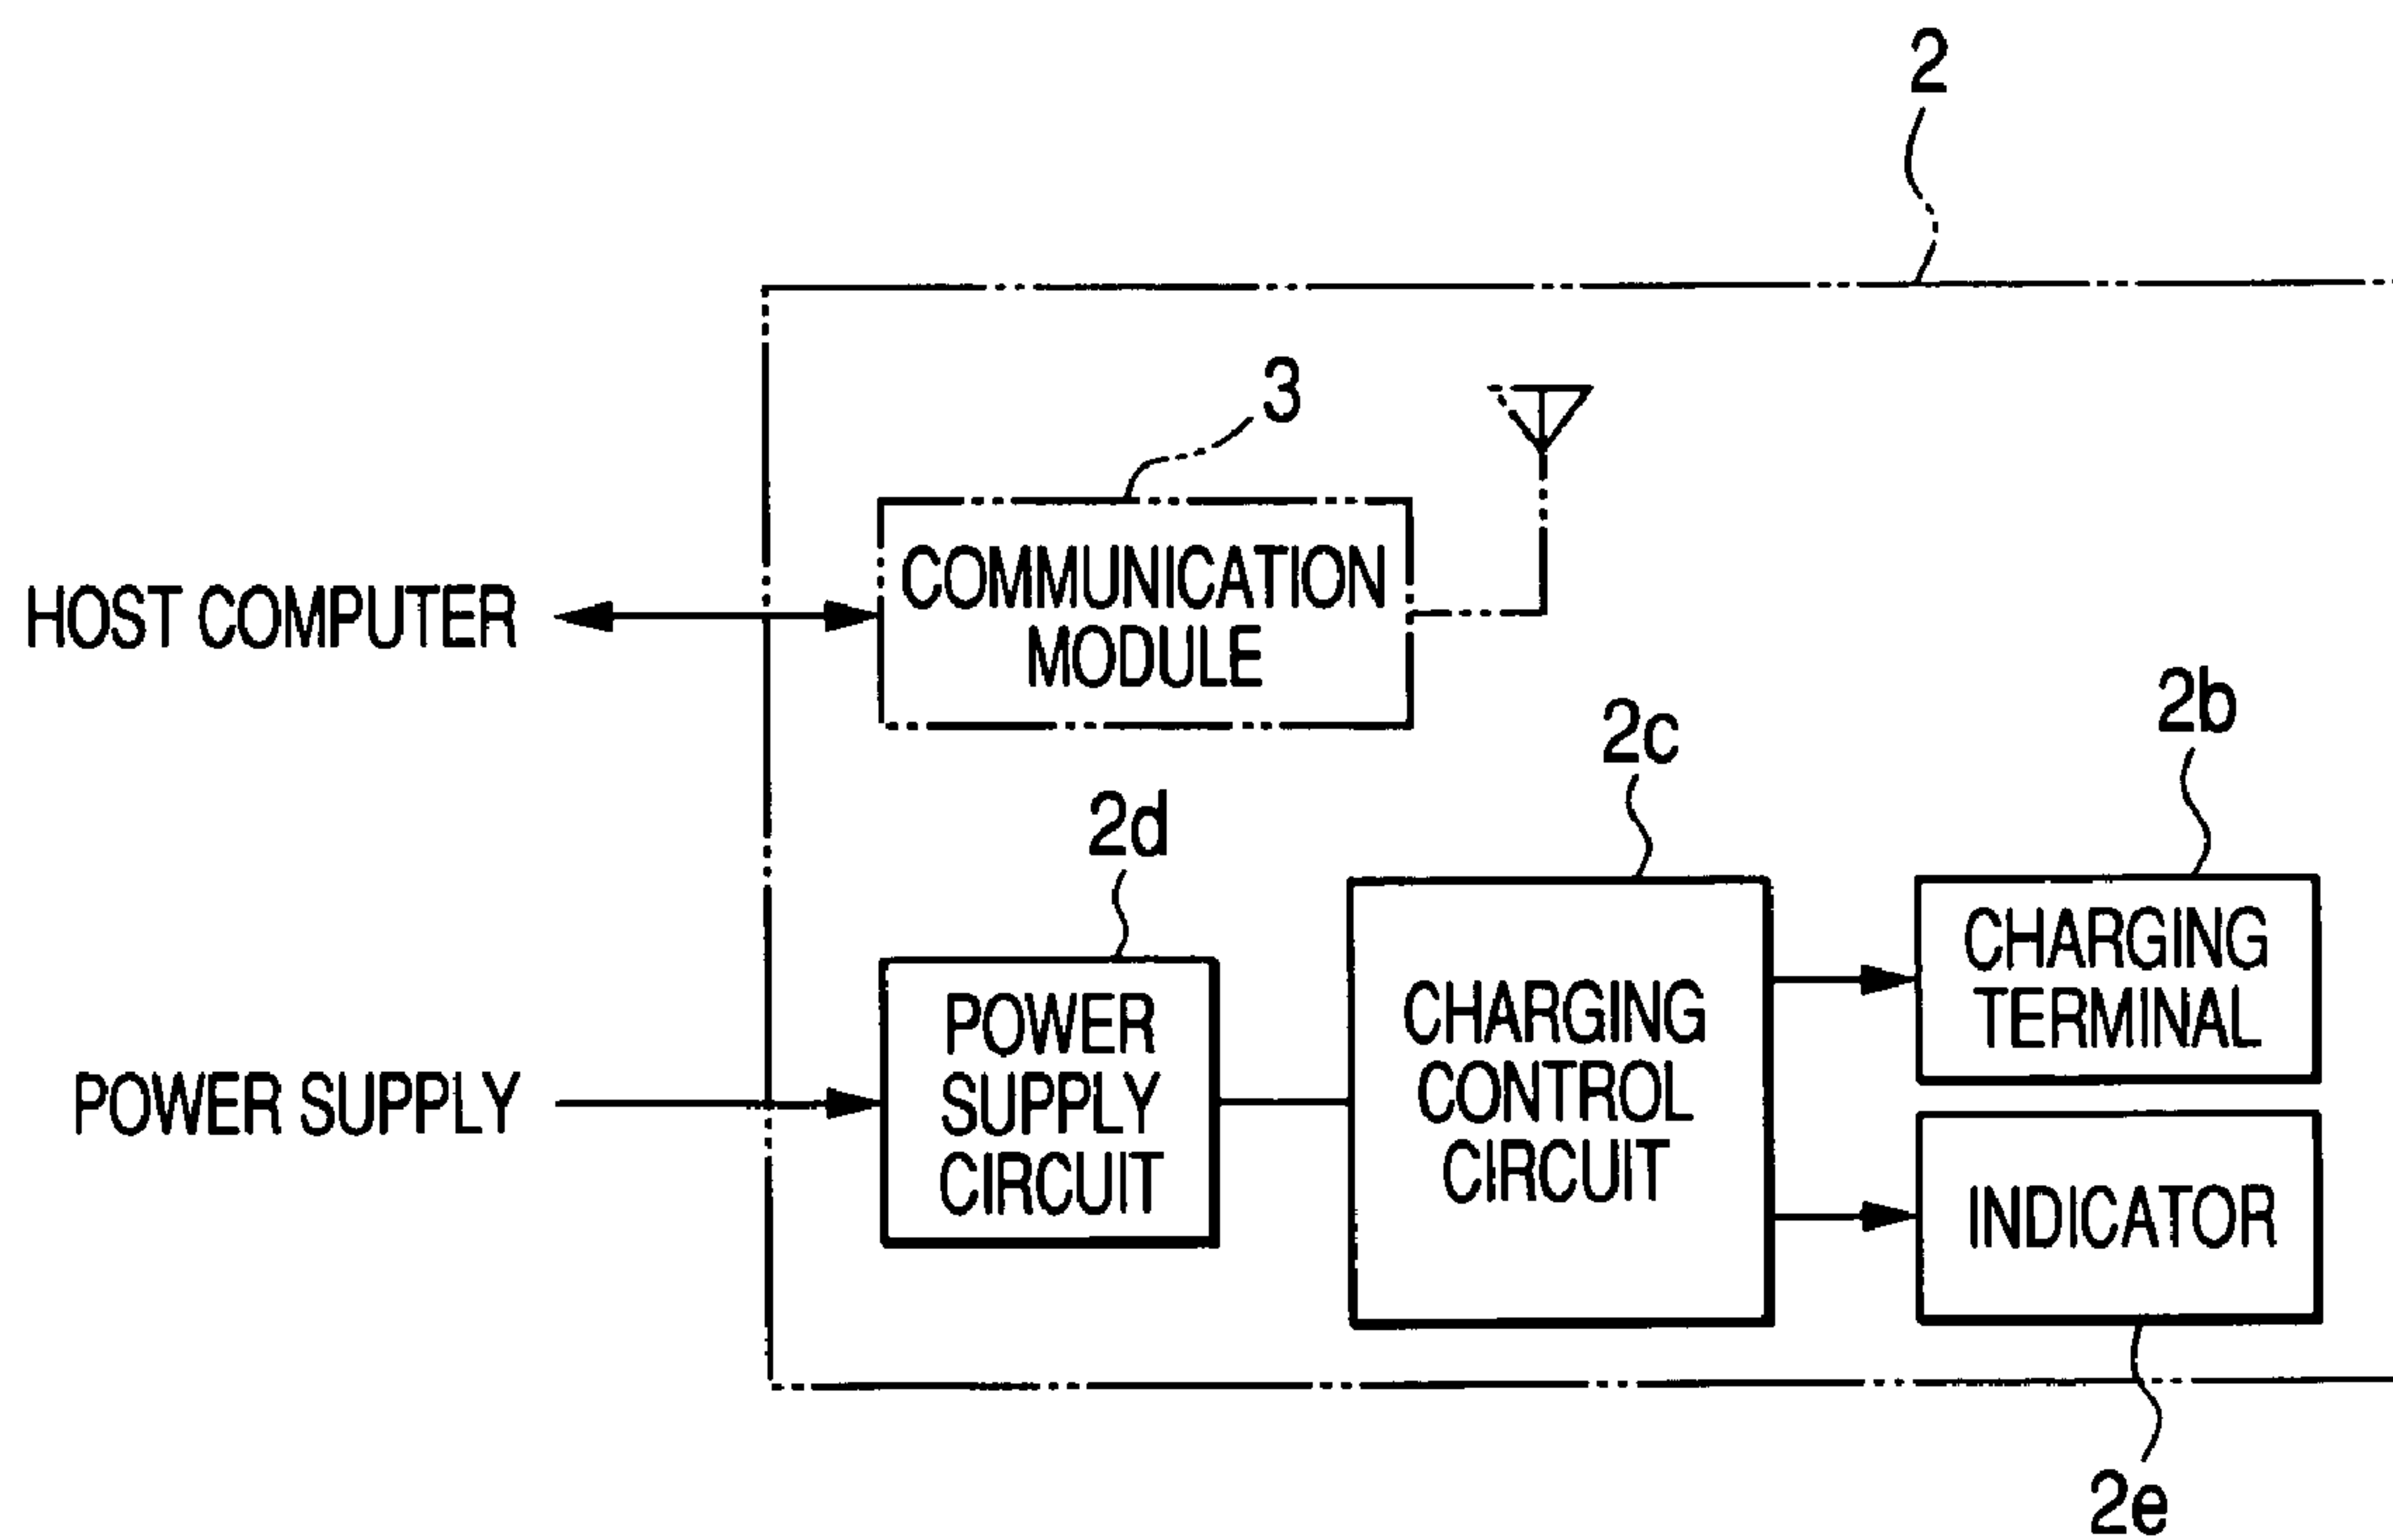 2
3
HOST COMPUTER
COMMUNICATION
MODULE
2b
2c
2d
CHARGING
TERMINAL
POWER
SUPPLY
CIRCUIT
CHARGING
CONTROL
CIRCUIT
POWER SUPPLY
INDICATOR
2e